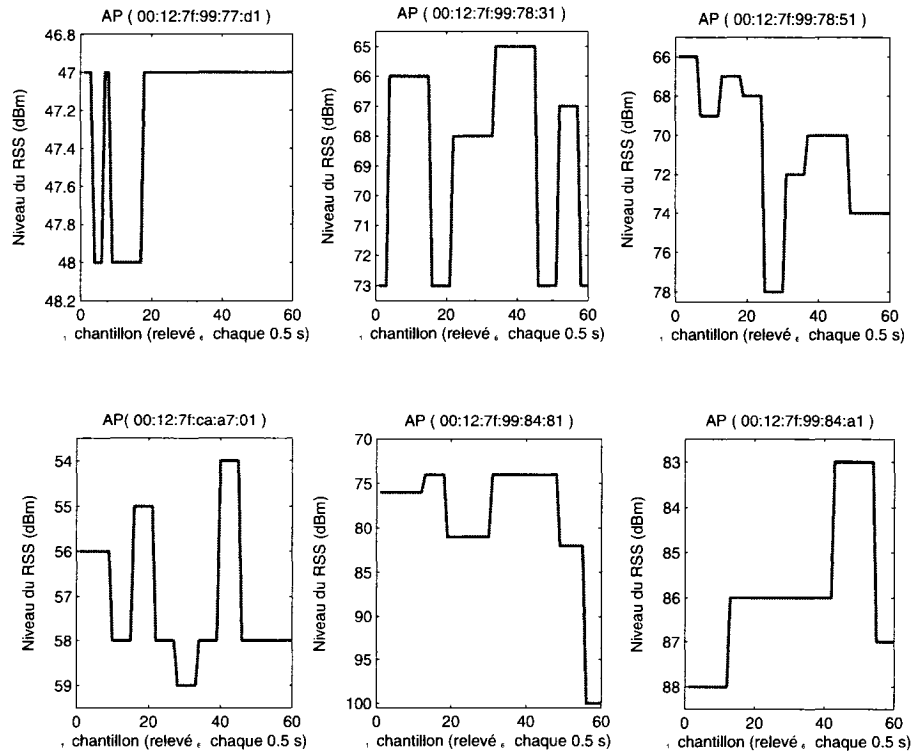 AP ( 00:12:7f:99:77:d1 )
46.8
47
47.2
47.4
47.6
47.8
48
48.2
Niveau du RSS (dBm)
0 20 40 60
chantillon (relevé chaque 0.5 s)
AP ( 00:12:7f:99:78:31 )
65
66
67
68
69
70
71
72
73
Niveau du RSS (dBm)
0 20 40 60
chantillon (relevé chaque 0.5 s)
AP ( 00:12:7f:99:78:51 )
66
68
70
72
74
76
78
Niveau du RSS (dBm)
0 20 40 60
chantillon (relevé chaque 0.5 s)
AP( 00:12:7f:ca:a7:01 )
54
55
56
57
58
59
Niveau du RSS (dBm)
0 20 40 60
chantillon (relevé chaque 0.5 s)
AP ( 00:12:7f:99:84:81 )
70
75
80
85
90
95
100
Niveau du RSS (dBm)
0 20 40 60
chantillon (relevé chaque 0.5 s)
AP ( 00:12:7f:99:84:a1 )
83
84
85
86
87
88
Niveau du RSS (dBm)
0 20 40 60
chantillon (relevé chaque 0.5 s)